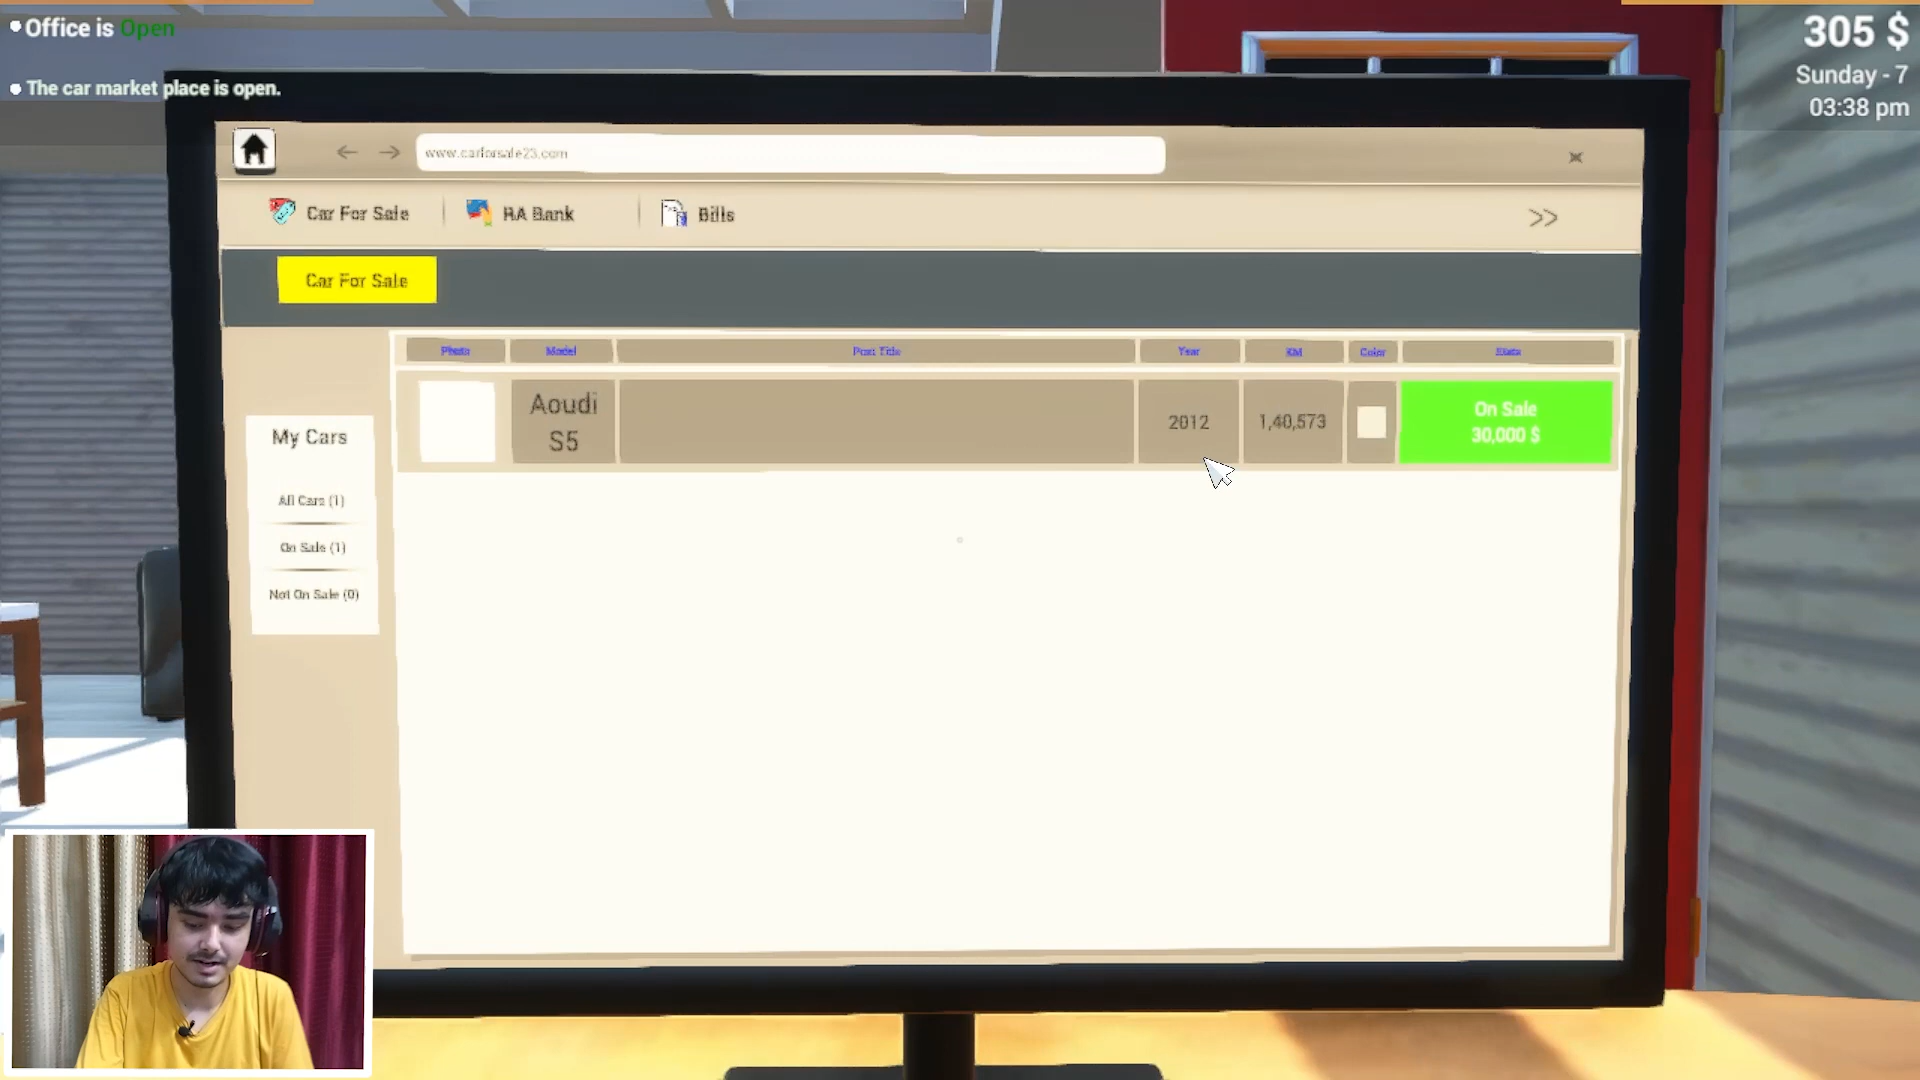 Office is Open
The car market place is open.
305 $
Sunday - 7
03:38 pm
www.carforsale23.com
Car For Sale
RA Bank
Bills
>>
Car For Sale
Photo
Model
Post Title
Year
KM
Color
State
Aoudi
S5
2012
1,40,573
On Sale
30,000 $
My Cars
All Cars (1)
On Sale (1)
Not On Sale (0)